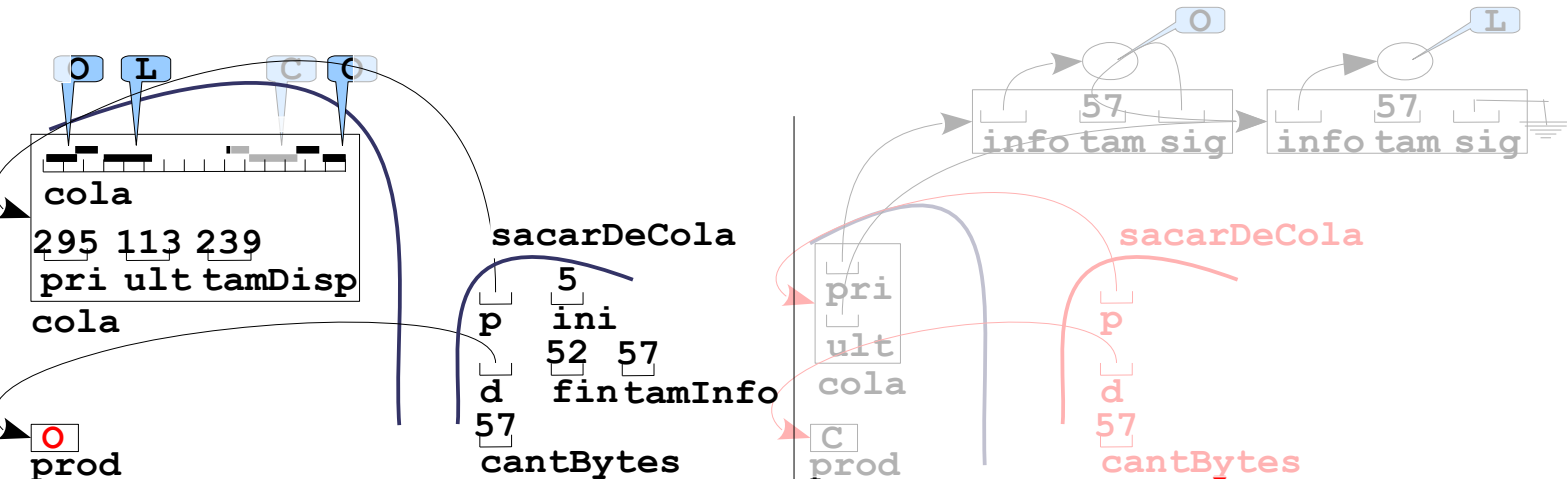 O L C O
cola
295 113 239
pri ult tamDisp
cola
sacarDeCola
5
p ini
52 57
d fin tamInfo
57
cantBytes
O
prod
O L
57 57
info tam sig info tam sig
pri
ult
cola
sacarDeCola
p
d
57
cantBytes
C
prod